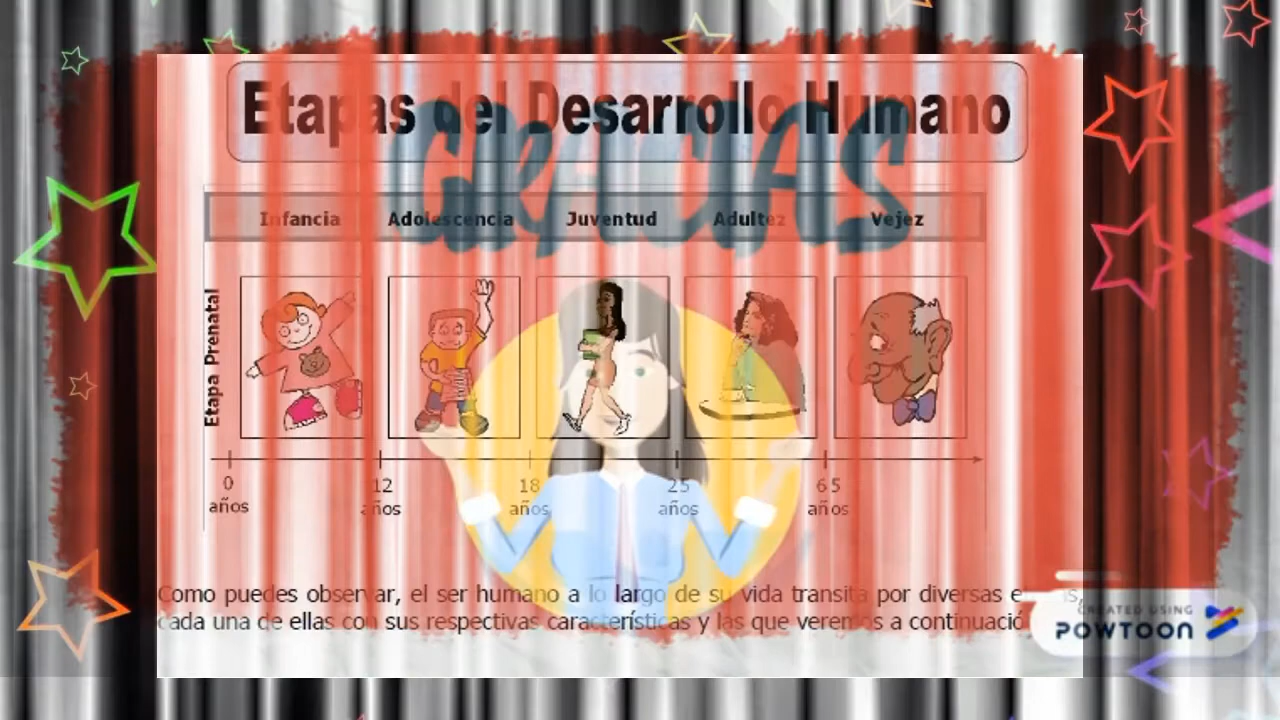 Etapas del Desarrollo Humano
GRACIAS
Infancia Adolescencia Juventud Adultez Vejez
Etapa Prenatal
0 12 18 25 65
años años años años años
Como puedes observar, el ser humano a lo largo de su vida transita por diversas
cada una de ellas con sus respectivas características y las que veremos a continuació
CREATED USING
POWTOON